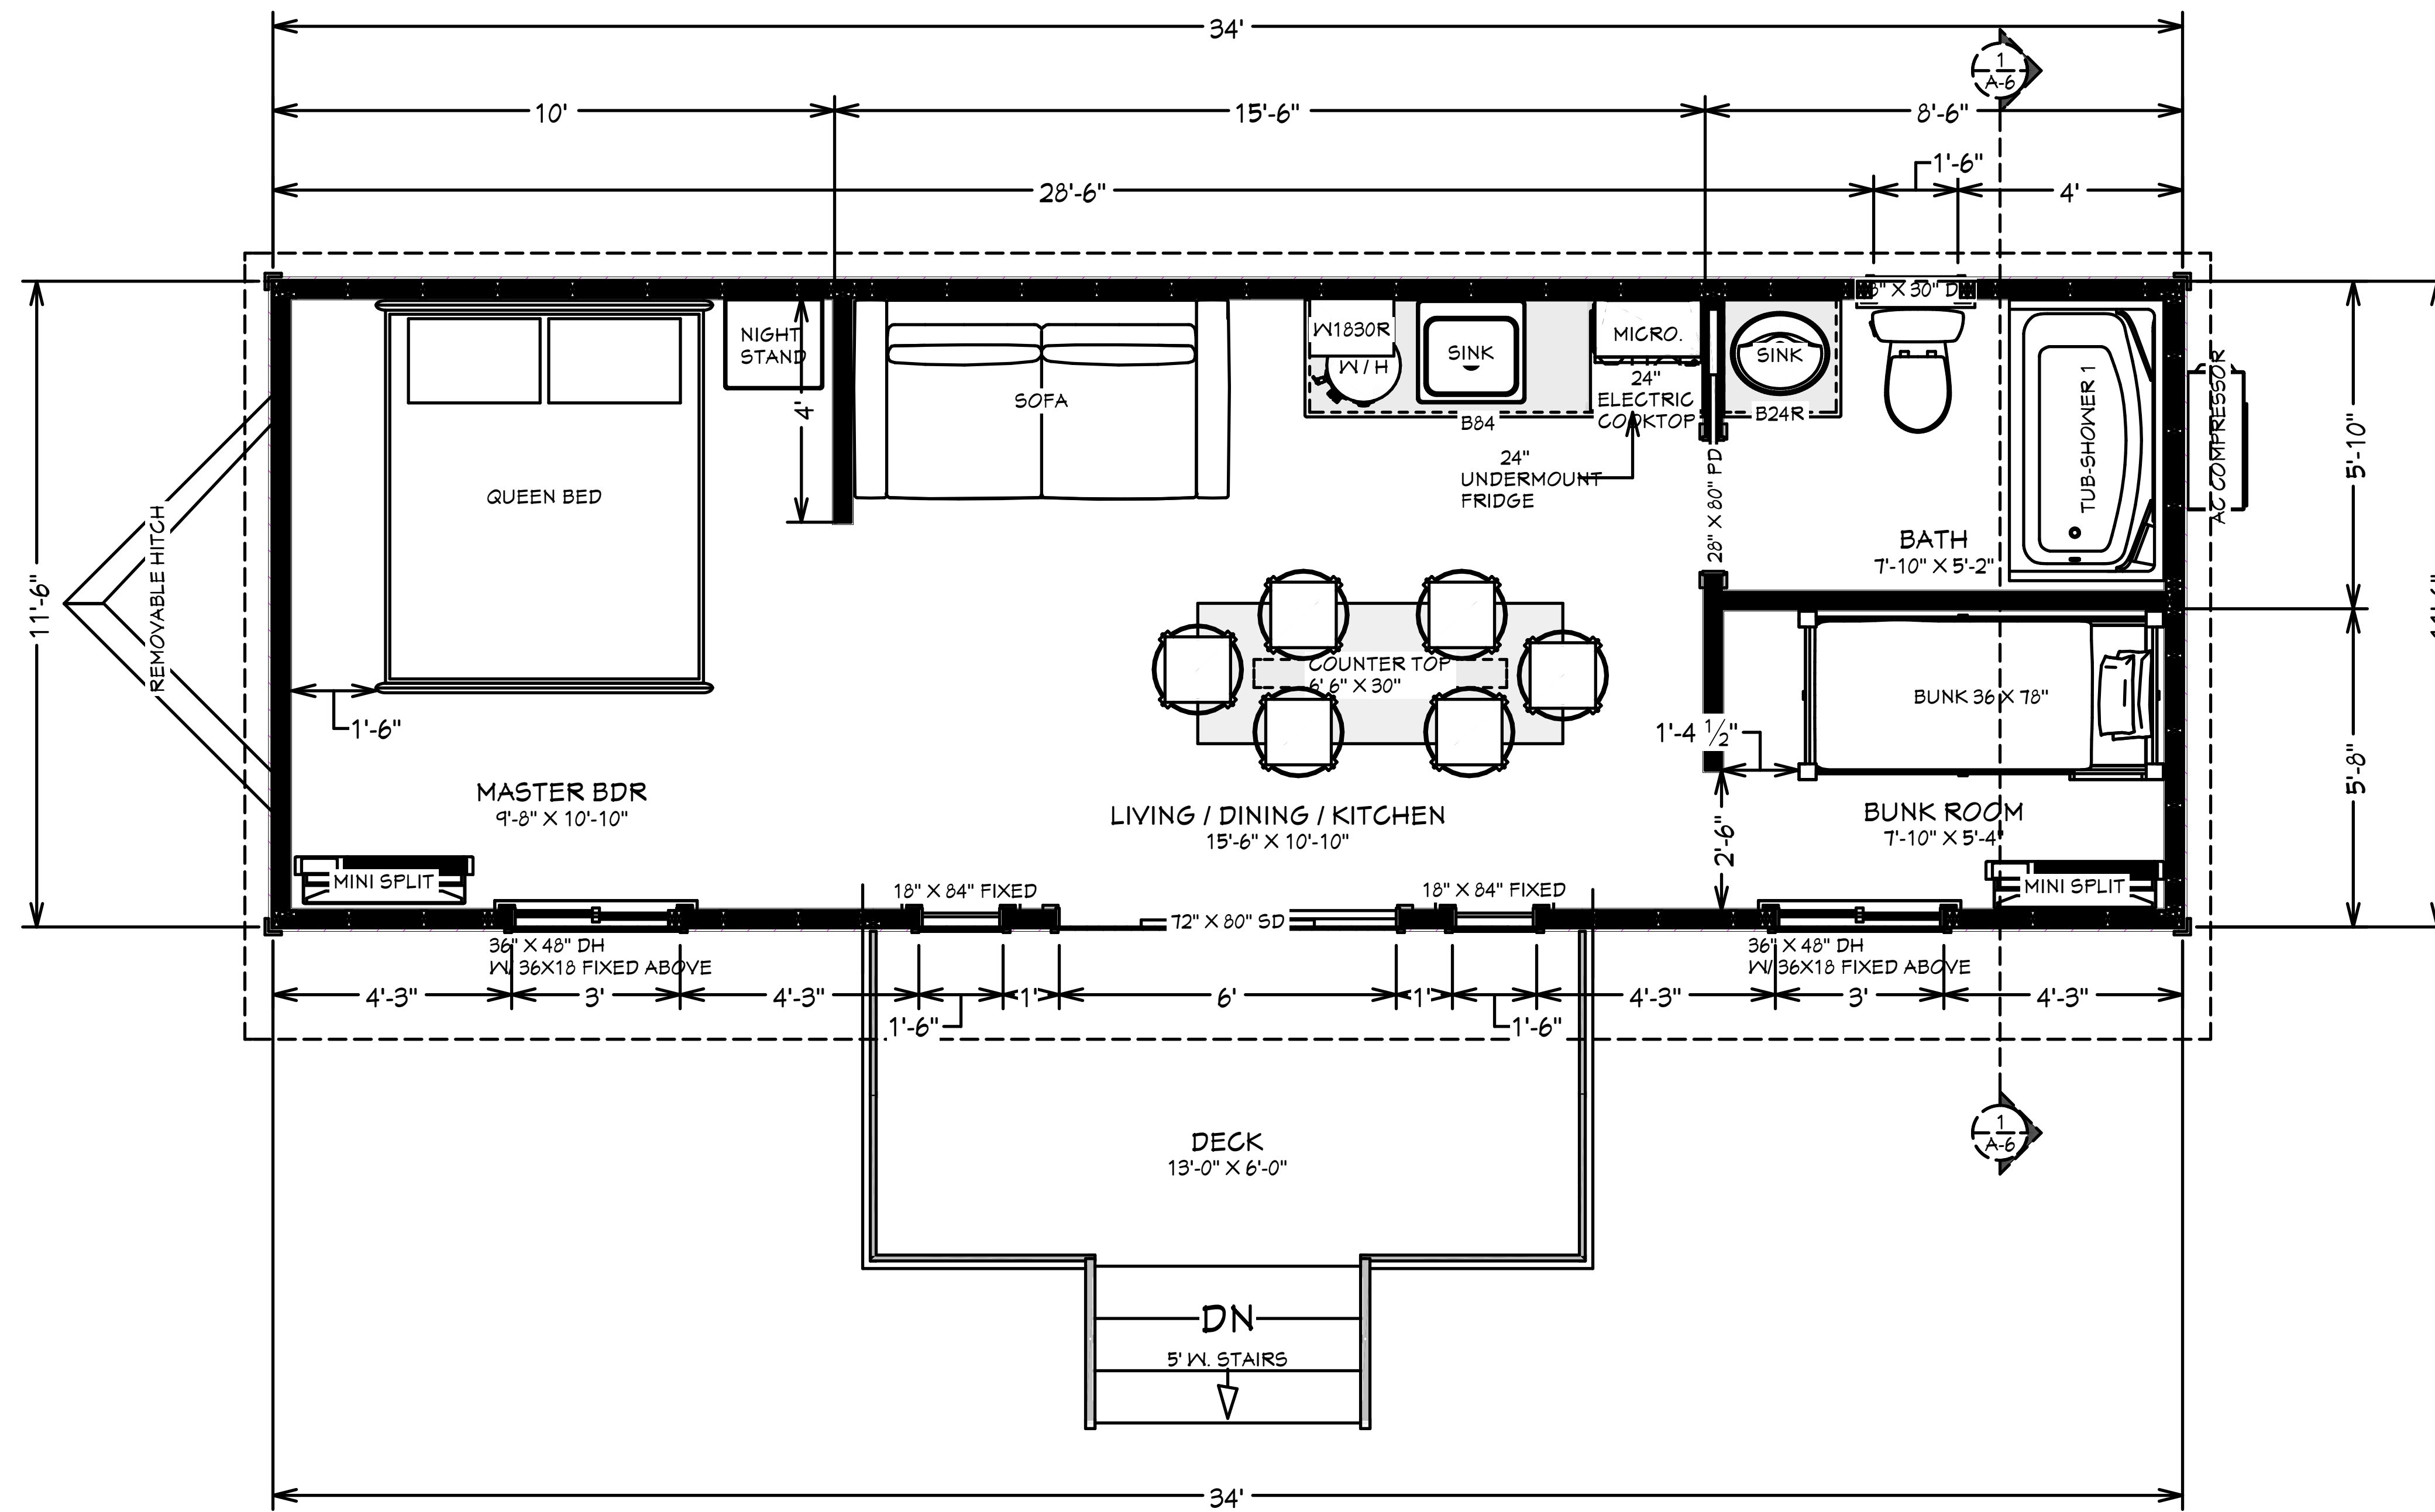 34'
1
A-6
10'
15'-6"
8'-6"
1'-6"
28'-6"
4'
X 30"
NIGHT
STAND
W1830R
W / H
SINK
MICRO.
SINK
24"
ELECTRIC
COOKTOP
B84
B24R
SOFA
4'
QUEEN BED
24"
UNDERMOUNT
FRIDGE
28" X 80" PD
TUB-SHOWER 1
AC COMPRESSOR
5'-10"
BATH
7'-10" X 5'-2"
11'-6"
REMOVABLE HITCH
COUNTER TOP
6' 6" X 30"
BUNK 36 X 78"
1'-6"
1'-4 1/2"
5'-8"
MASTER BDR
9'-8" X 10'-10"
LIVING / DINING / KITCHEN
15'-6" X 10'-10"
2'-6"
BUNK ROOM
7'-10" X 5'-4"
MINI SPLIT
MINI SPLIT
18" X 84" FIXED
18" X 84" FIXED
72" X 80" SD
36" X 48" DH
W/ 36X18 FIXED ABOVE
36" X 48" DH
W/ 36X18 FIXED ABOVE
4'-3"
3'
4'-3"
1'
6'
1'
4'-3"
3'
4'-3"
1'-6"
1'-6"
1
A-6
DECK
13'-0" X 6'-0"
DN
5' W. STAIRS
34'